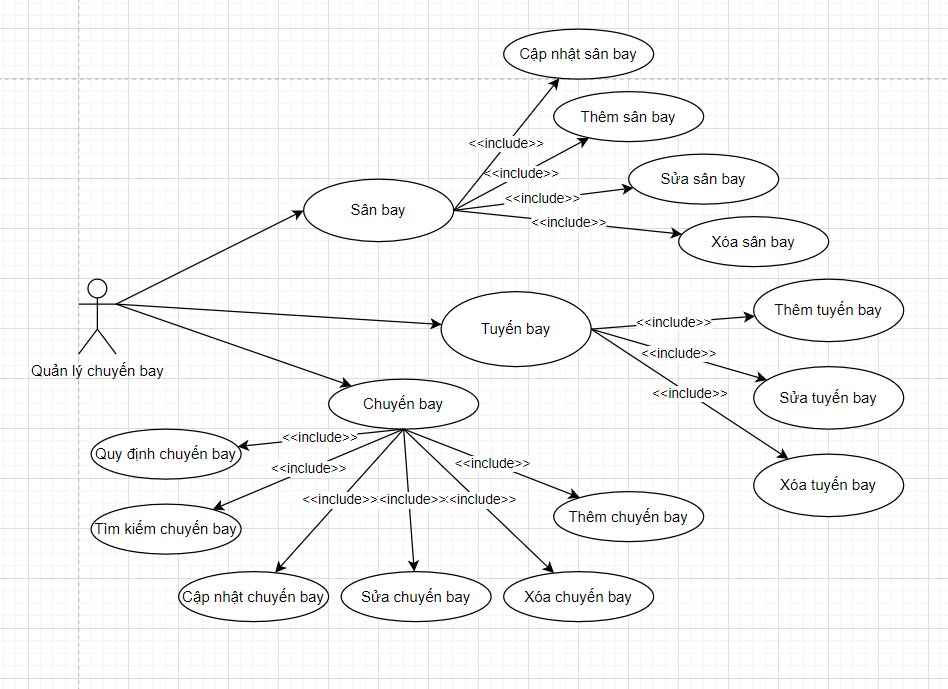 Cập nhật sân bay
Thêm sân bay
<<include>>
<<include>>
Sửa sân bay
<<include>>
Sân bay
<<include>>
Xóa sân bay
Thêm tuyến bay
<<include>>
Tuyến bay
<<include>>
Quản lý chuyến bay
<<include>>
Sửa tuyến bay
Chuyến bay
<<include>>
Quy định chuyến bay
<<include>>
<<include>>
Xóa tuyến bay
<<include>>
<<include>>
<<include>>
Thêm chuyến bay
Tìm kiếm chuyến bay
Cập nhật chuyến bay
Sửa chuyến bay
Xóa chuyến bay